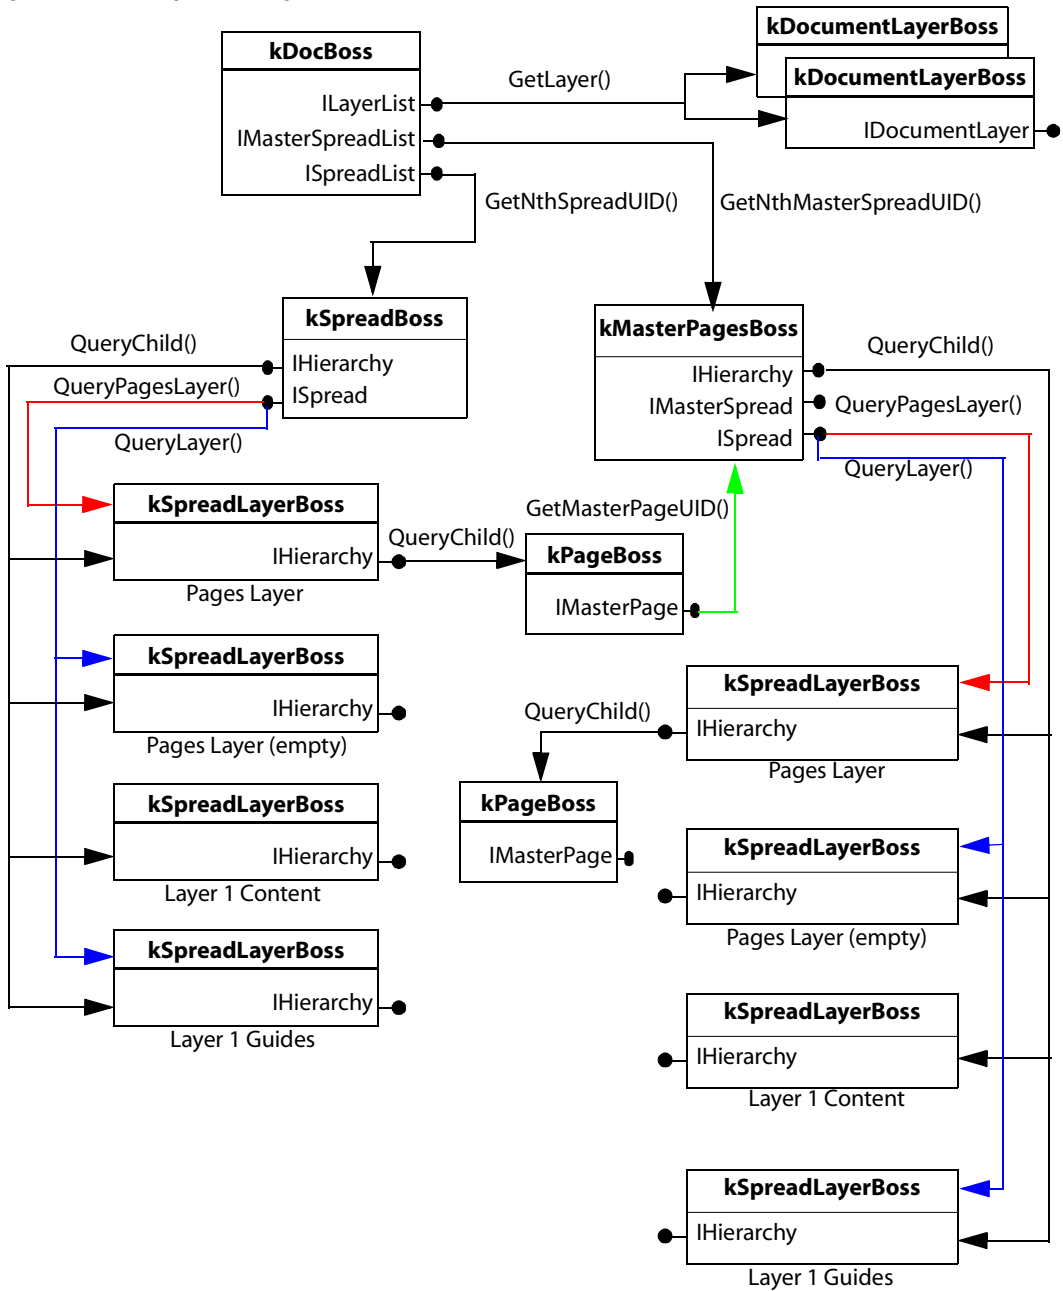 kDocumentLayerBoss
kDocBoss
kDocumentLayerBoss
GetLayer()
ILayerList
IDocumentLayer
IMasterSpreadList
ISpreadList
GetNthSpreadUID()
GetNthMasterSpreadUID()
kSpreadBoss
kMasterPagesBoss
QueryChild()
QueryChild()
IHierarchy
IHierarchy
QueryPagesLayer()
ISpread
IMasterSpread
QueryPagesLayer()
QueryLayer()
ISpread
QueryLayer()
kSpreadLayerBoss
GetMasterPageUID()
QueryChild()
IHierarchy
kPageBoss
Pages Layer
IMasterPage
kSpreadLayerBoss
kSpreadLayerBoss
IHierarchy
QueryChild()
IHierarchy
Pages Layer (empty)
Pages Layer
kSpreadLayerBoss
kPageBoss
IHierarchy
IMasterPage
kSpreadLayerBoss
Layer 1 Content
IHierarchy
kSpreadLayerBoss
Pages Layer (empty)
IHierarchy
Layer 1 Guides
kSpreadLayerBoss
IHierarchy
Layer 1 Content
kSpreadLayerBoss
IHierarchy
Layer 1 Guides